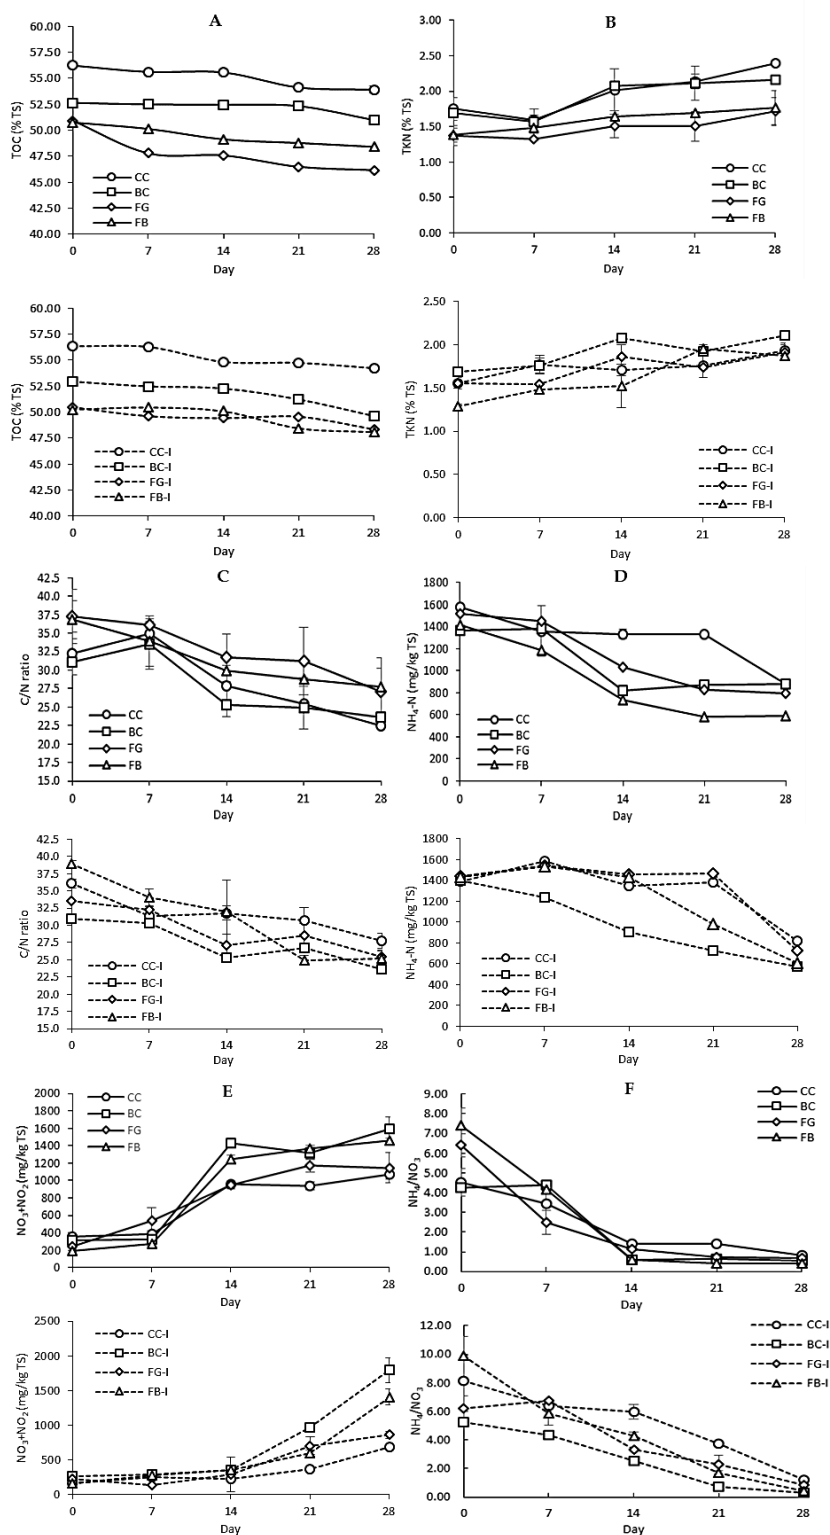 A
60.00
57.50
55.00
52.50
50.00
47.50
45.00
42.50
40.00
TOC (% TS)
CC
BC
FG
FB
0 7 14 21 28
Day
B
3.00
2.50
2.00
1.50
1.00
0.50
0.00
TKN (% TS)
CC
BC
FG
FB
0 7 14 21 28
Day
60.00
57.50
55.00
52.50
50.00
47.50
45.00
42.50
40.00
TOC (% TS)
CC-I
BC-I
FG-I
FB-I
0 7 14 21 28
Day
2.50
2.00
1.50
1.00
0.50
0.00
TKN (% TS)
CC-I
BC-I
FG-I
FB-I
0 7 14 21 28
Day
C
42.5
40.0
37.5
35.0
32.5
30.0
27.5
25.0
22.5
20.0
17.5
15.0
C/N ratio
CC
BC
FG
FB
0 7 14 21 28
Day
D
1800
1600
1400
1200
1000
800
600
400
200
0
NH4-N (mg/kg TS)
CC
BC
FG
FB
0 7 14 21 28
Day
42.5
40.0
37.5
35.0
32.5
30.0
27.5
25.0
22.5
20.0
17.5
15.0
C/N ratio
CC-I
BC-I
FG-I
FB-I
0 7 14 21 28
Day
1800
1600
1400
1200
1000
800
600
400
200
0
NH4-N (mg/kg TS)
CC-I
BC-I
FG-I
FB-I
0 7 14 21 28
Day
E
2000
1800
1600
1400
1200
1000
800
600
400
200
0
NO3+NO2 (mg/kg TS)
CC
BC
FG
FB
0 7 14 21 28
Day
F
9.00
8.00
7.00
6.00
5.00
4.00
3.00
2.00
1.00
0.00
NH4/NO3
CC
BC
FG
FB
0 7 14 21 28
Day
2500
2000
1500
1000
500
0
NO3+NO2 (mg/kg TS)
CC-I
BC-I
FG-I
FB-I
0 7 14 21 28
Day
12.00
10.00
8.00
6.00
4.00
2.00
0.00
NH4/NO3
CC-I
BC-I
FG-I
FB-I
0 7 14 21 28
Day